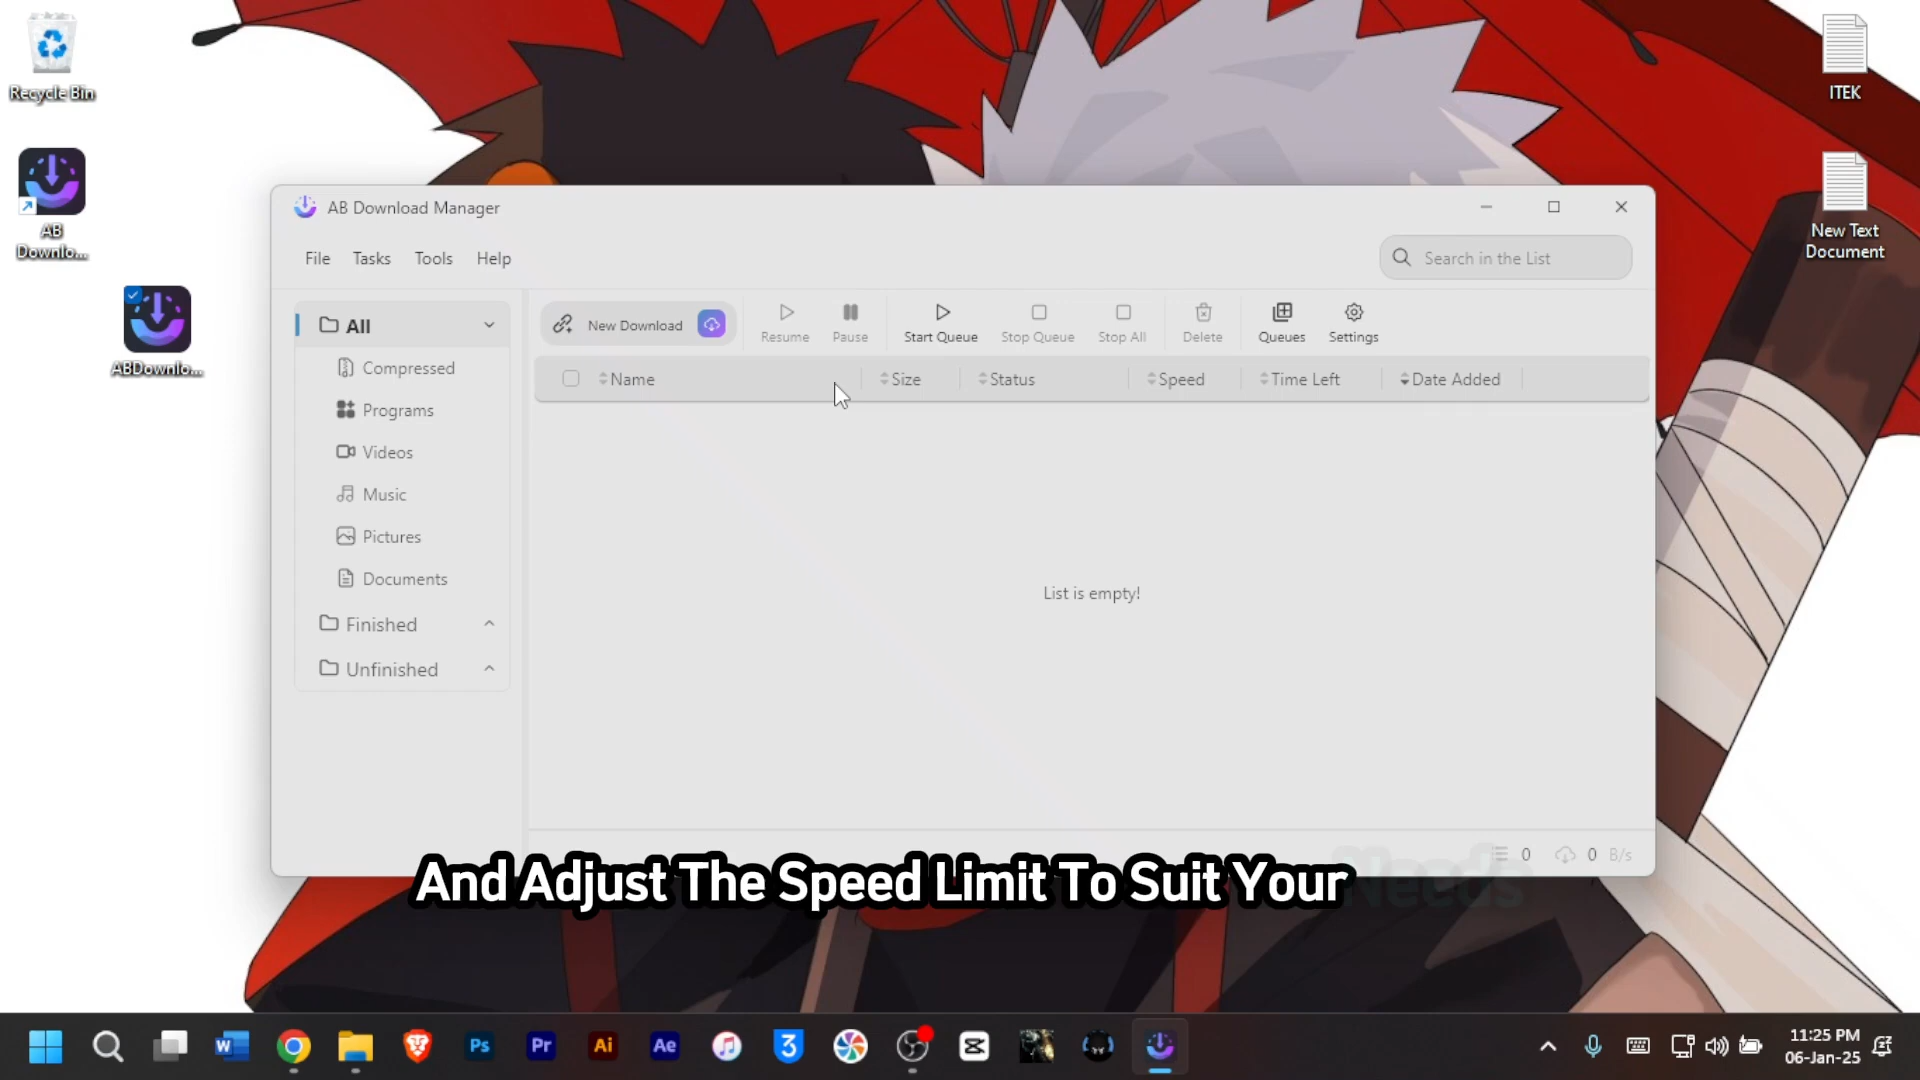 Recycle Bin
AB
Downlo...
ABDownlo...
ITEK
New Text
Document
AB Download Manager
File Tasks Tools Help
Search in the List
All
Compressed
Programs
Videos
Music
Pictures
Documents
Finished
Unfinished
New Download
Resume
Pause
Start Queue
Stop Queue
Stop All
Delete
Queues
Settings
Name Size Status Speed Time Left Date Added
List is empty!
0 0 B/s
And Adjust The Speed Limit To Suit Your Needs
W Ps Pr Ai Ae 3
11:25 PM
06-Jan-25